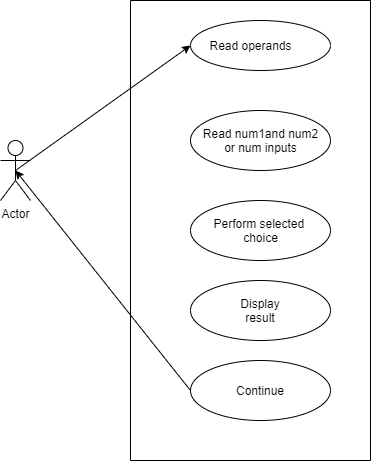 Read operands
Read num1and num2
or num inputs
Actor
Perform selected
choice
Display
result
Continue